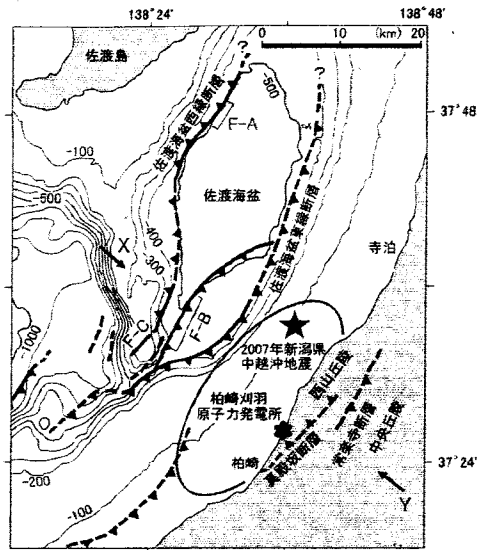 138°24'
138°48'
佐渡島
0 10 20
(km)
?
-500
?
佐渡海盆西縁断層
F-A
37°48'
-100
佐渡海盆
佐渡海盆東縁断層
-500
-400
-300
X
寺泊
F-C
F-B
-1000
2007年新潟県
中越沖地震
西山丘陵
柏崎刈羽
原子力発電所
常楽寺断層
中央丘陵
真殿坂断層
柏崎
37°24'
-200
-100
Y